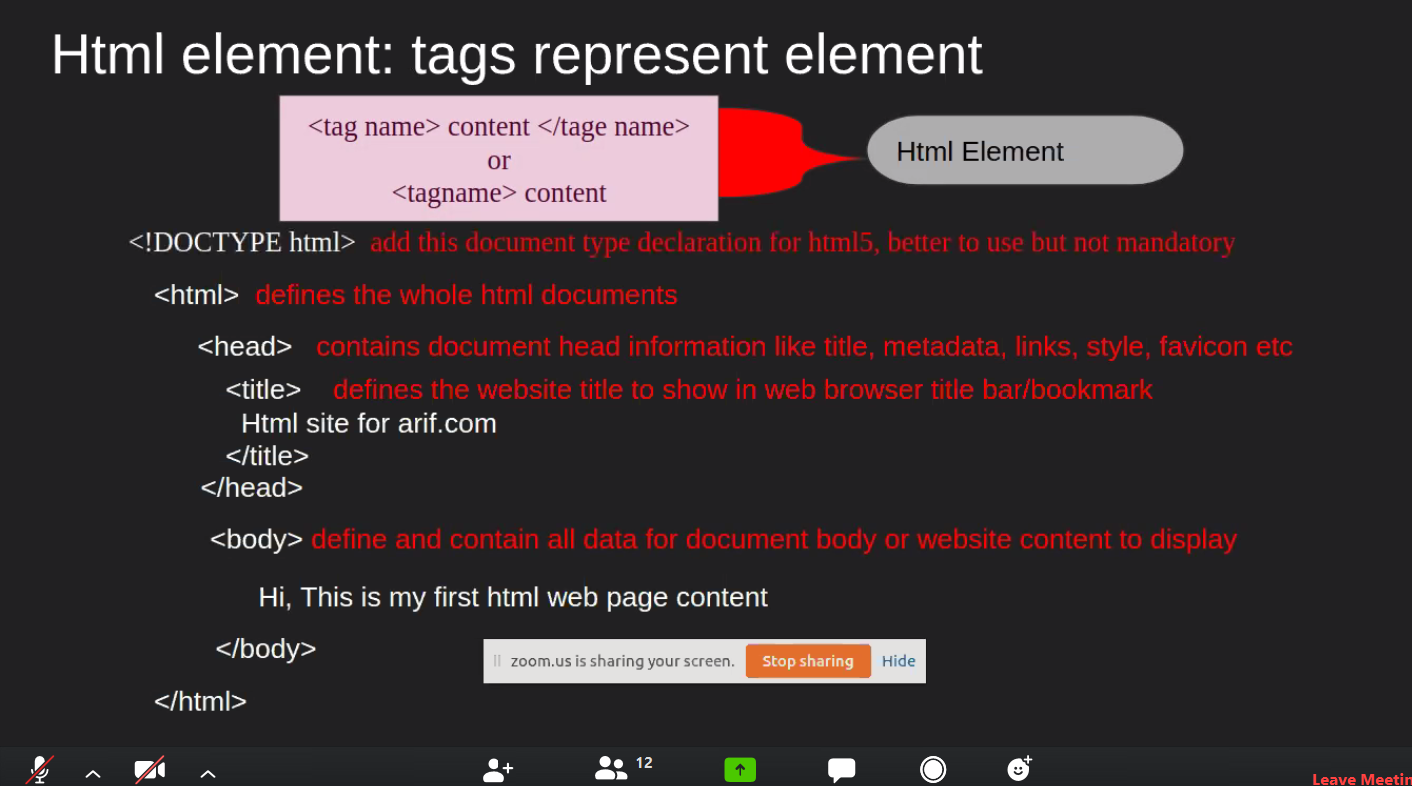 Html element: tags represent element
<tag name> content </tage name>
or
<tagname> content
Html Element
<!DOCTYPE html> add this document type declaration for html5, better to use but not mandatory
<html> defines the whole html documents
<head> contains document head information like title, metadata, links, style, favicon etc
<title> defines the website title to show in web browser title bar/bookmark
Html site for arif.com
</title>
</head>
<body> define and contain all data for document body or website content to display
Hi, This is my first html web page content
</body>
zoom.us is sharing your screen. Stop sharing Hide
</html>
12
Leave Meetin